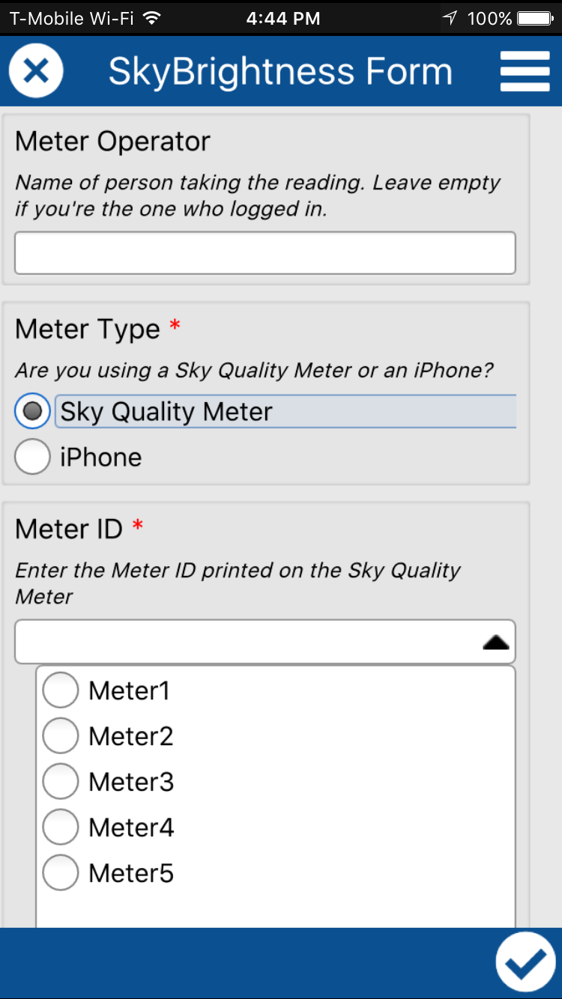 T-Mobile Wi-Fi 4:44 PM 100%
SkyBrightness Form
Meter Operator
Name of person taking the reading. Leave empty
if you're the one who logged in.
Meter Type *
Are you using a Sky Quality Meter or an iPhone?
Sky Quality Meter
iPhone
Meter ID *
Enter the Meter ID printed on the Sky Quality
Meter
Meter1
Meter2
Meter3
Meter4
Meter5